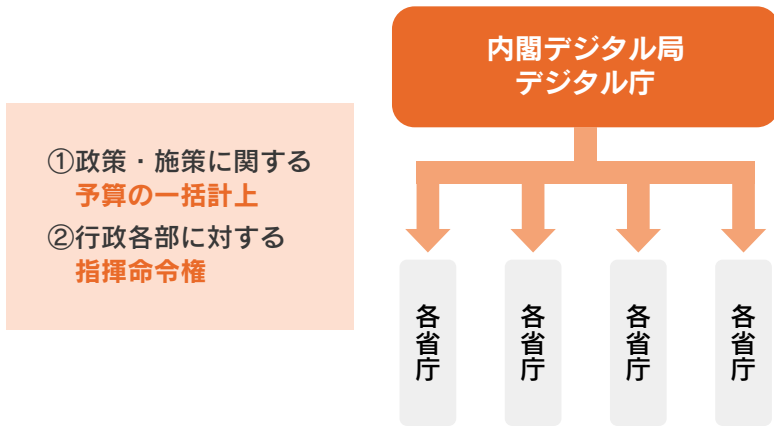 内閣デジタル局
デジタル庁
①政策・施策に関する
予算の一括計上
②行政各部に対する
指揮命令権
各省庁
各省庁
各省庁
各省庁